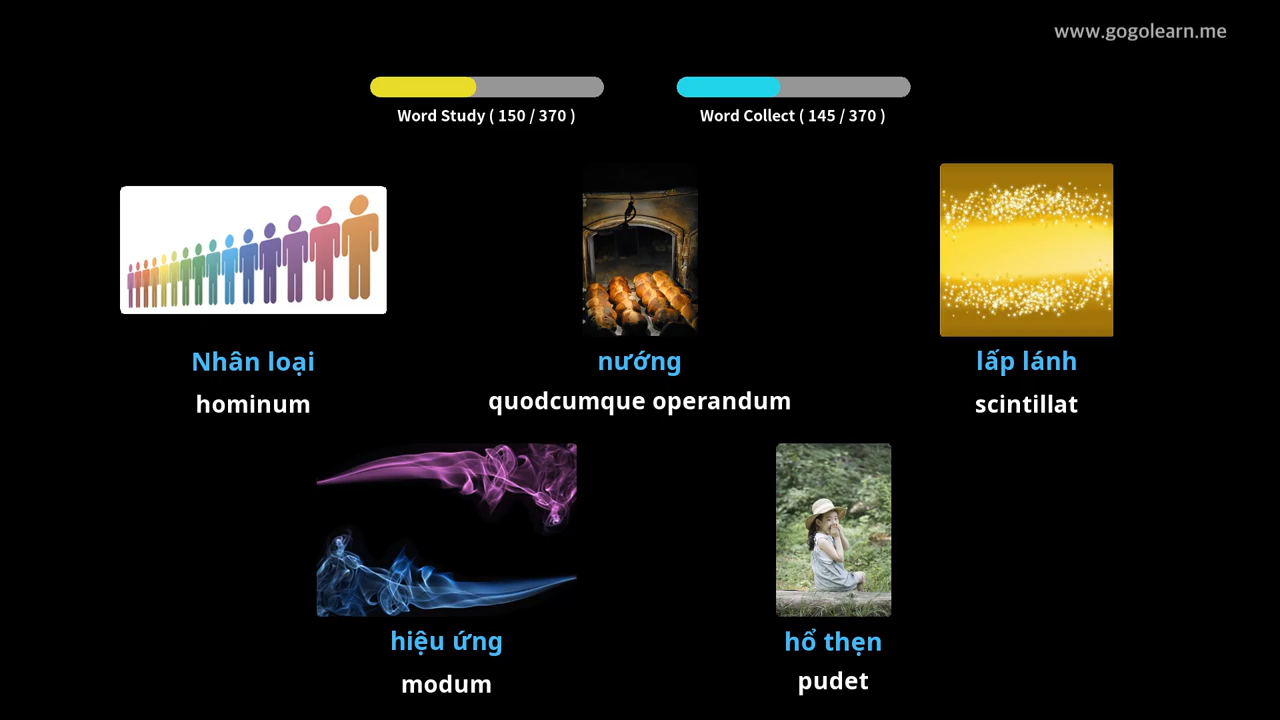 www.gogolearn.me
Word Study ( 150 / 370 )
Word Collect ( 145 / 370 )
Nhân loại
hominum
nướng
quodcumque operandum
lấp lánh
scintillat
hiệu ứng
modum
hổ thẹn
pudet